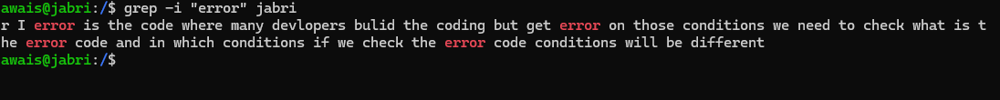 awais@jabri:/$ grep -i "error" jabri
r I error is the code where many devlopers bulid the coding but get error on those conditions we need to check what is t
he error code and in which conditions if we check the error code conditions will be different
awais@jabri:/$